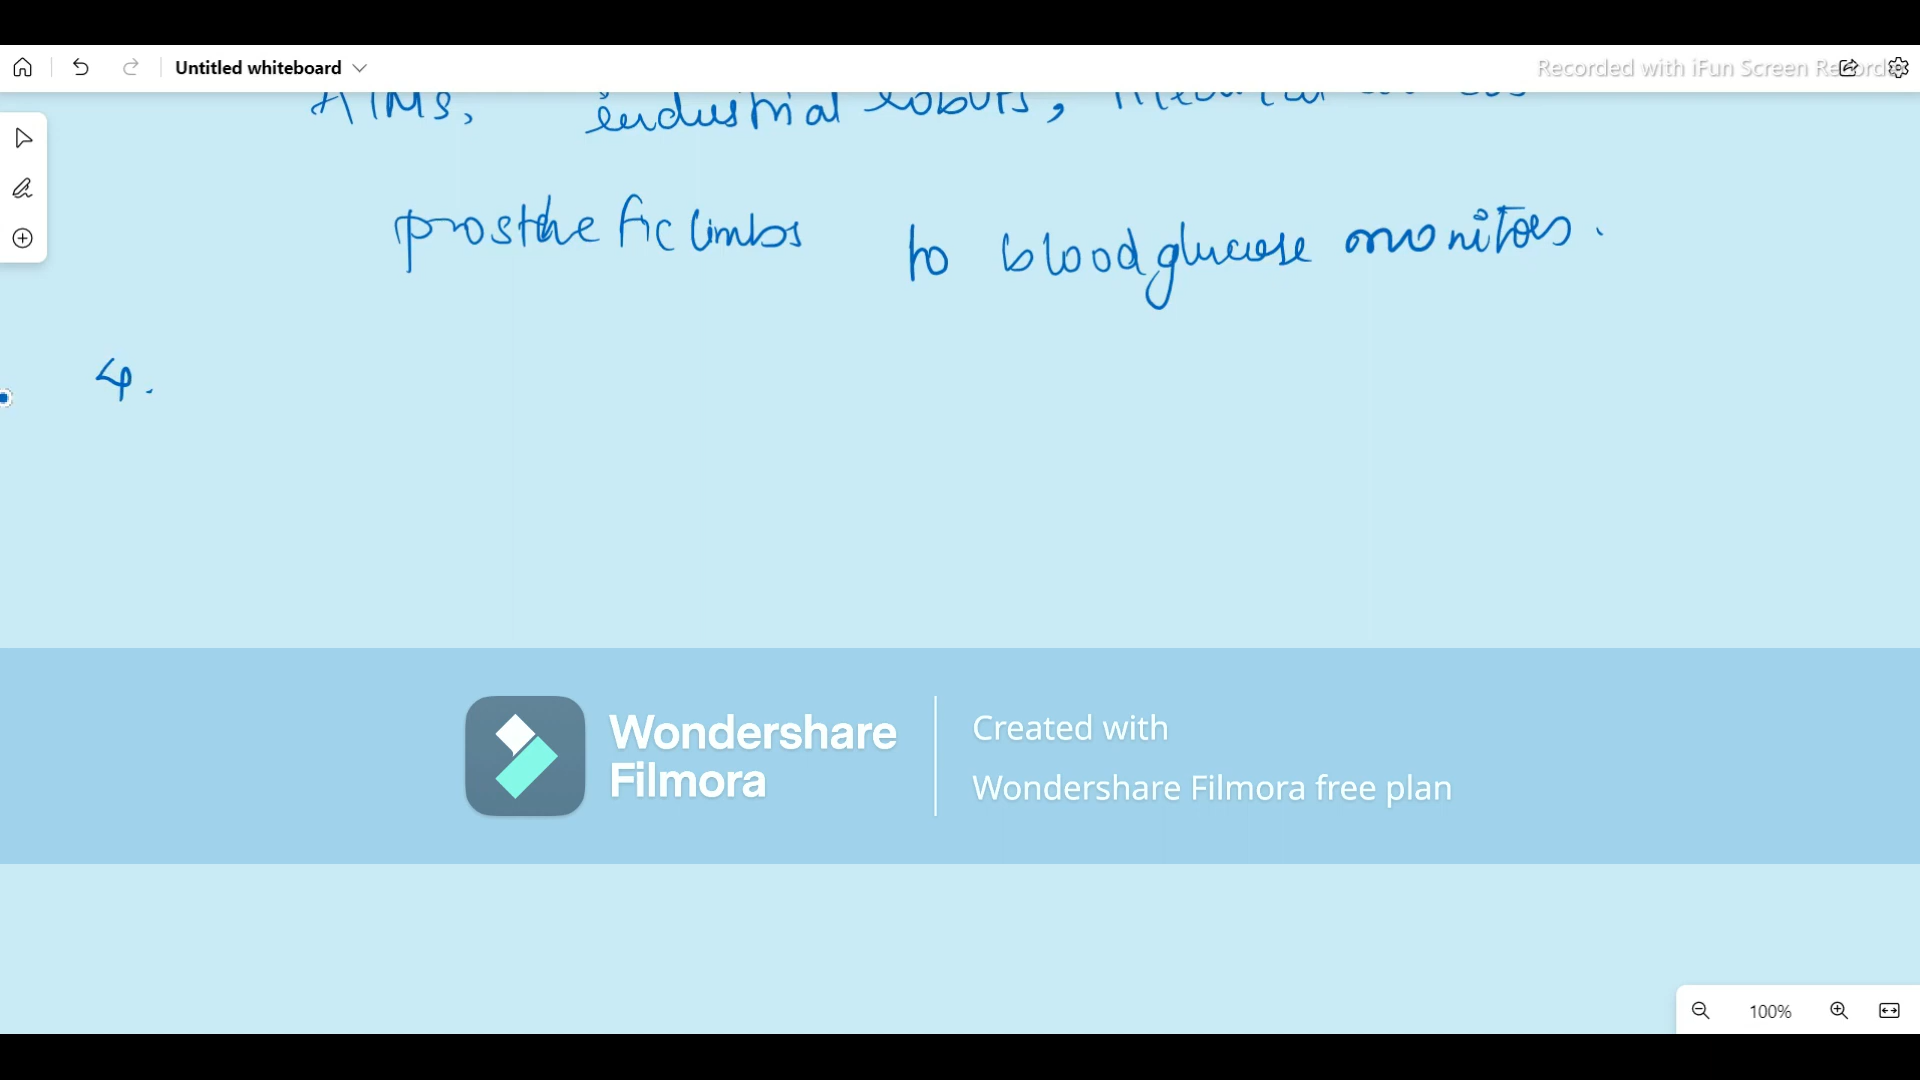 Untitled whiteboard
Recorded with iFun Screen Recorder
ATMs, industrial robots,
prosthetic limbs to blood glucose monitors.
4.
Wondershare Filmora
Created with
Wondershare Filmora free plan
100%